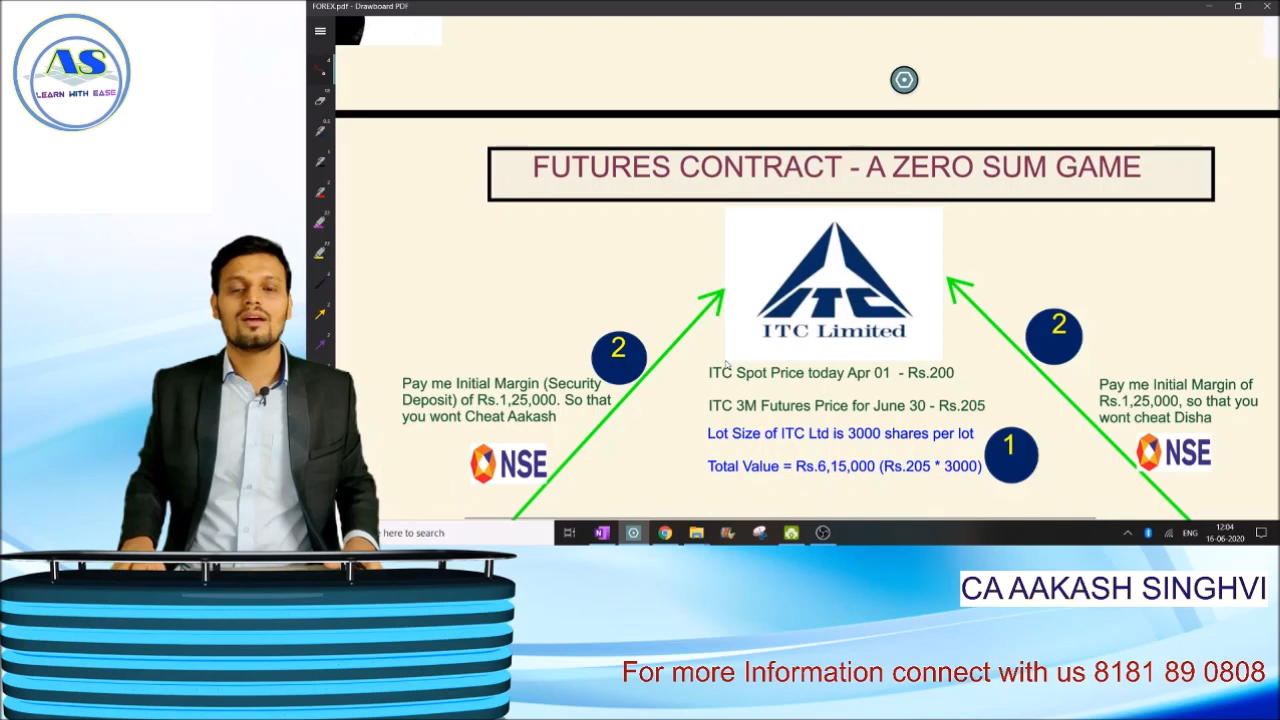 FOREX.pdf - Drawboard PDF
AS
LEARN WITH EASE
FUTURES CONTRACT - A ZERO SUM GAME
ITC
ITC Limited
2
2
Pay me Initial Margin (Security
Deposit) of Rs.1,25,000. So that
you wont Cheat Aakash
NSE
ITC Spot Price today Apr 01 - Rs.200
ITC 3M Futures Price for June 30 - Rs.205
Lot Size of ITC Ltd is 3000 shares per lot
Total Value = Rs.6,15,000 (Rs.205 * 3000)
1
Pay me Initial Margin of
Rs.1,25,000, so that you
wont cheat Disha
NSE
here to search
ENG
12:04
16-06-2020
CA AAKASH SINGHVI
For more Information connect with us 8181 89 0808